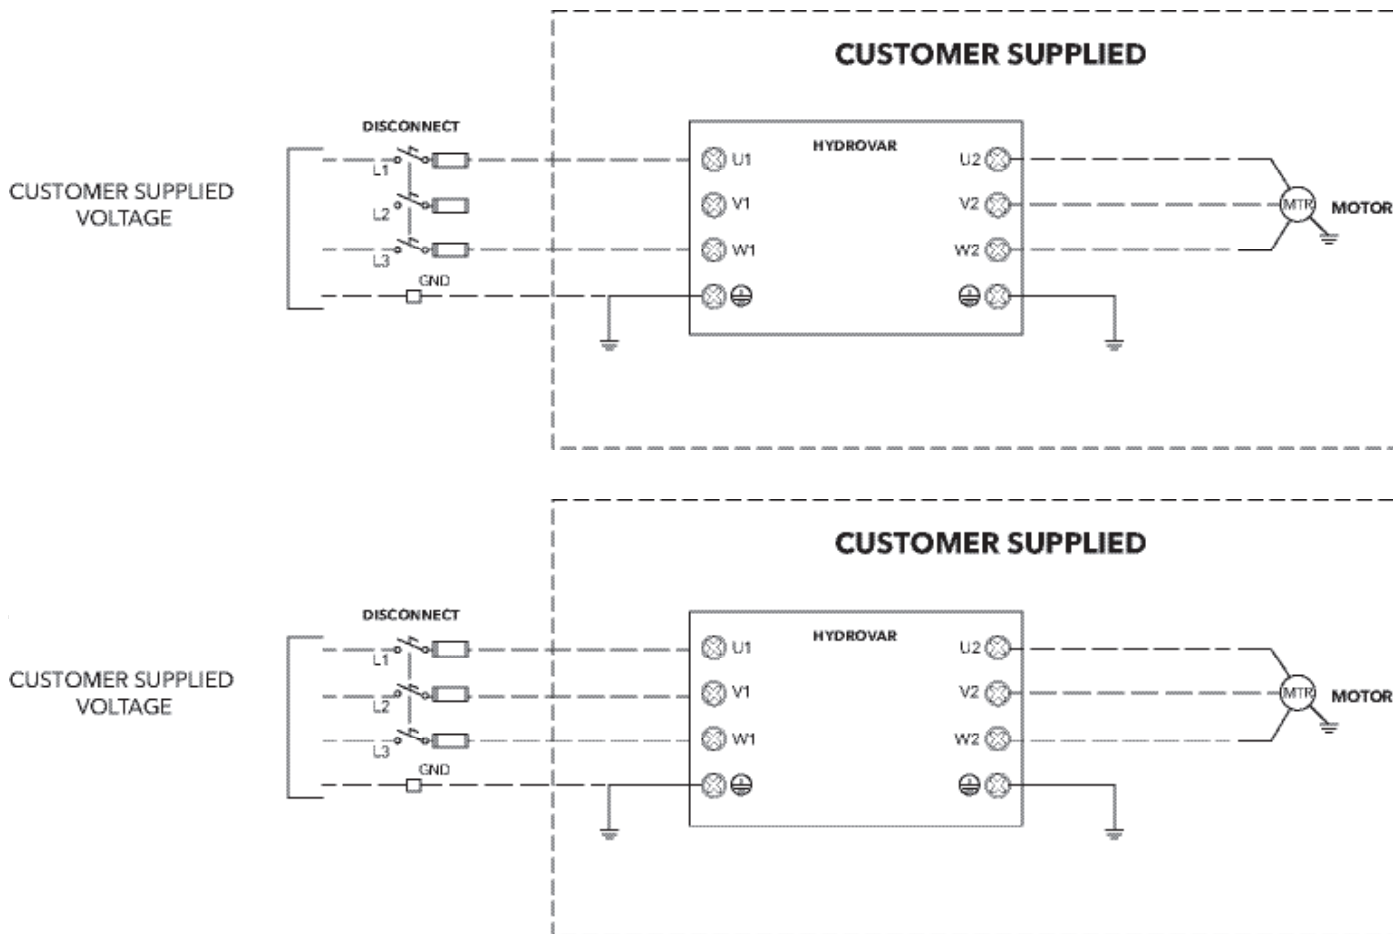 CUSTOMER SUPPLIED
DISCONNECT
HYDROVAR
L1
U1
U2
CUSTOMER SUPPLIED
VOLTAGE
L2
V1
V2
MTR
MOTOR
L3
W1
W2
GND
CUSTOMER SUPPLIED
DISCONNECT
HYDROVAR
L1
U1
U2
CUSTOMER SUPPLIED
VOLTAGE
L2
V1
V2
MTR
MOTOR
L3
W1
W2
GND